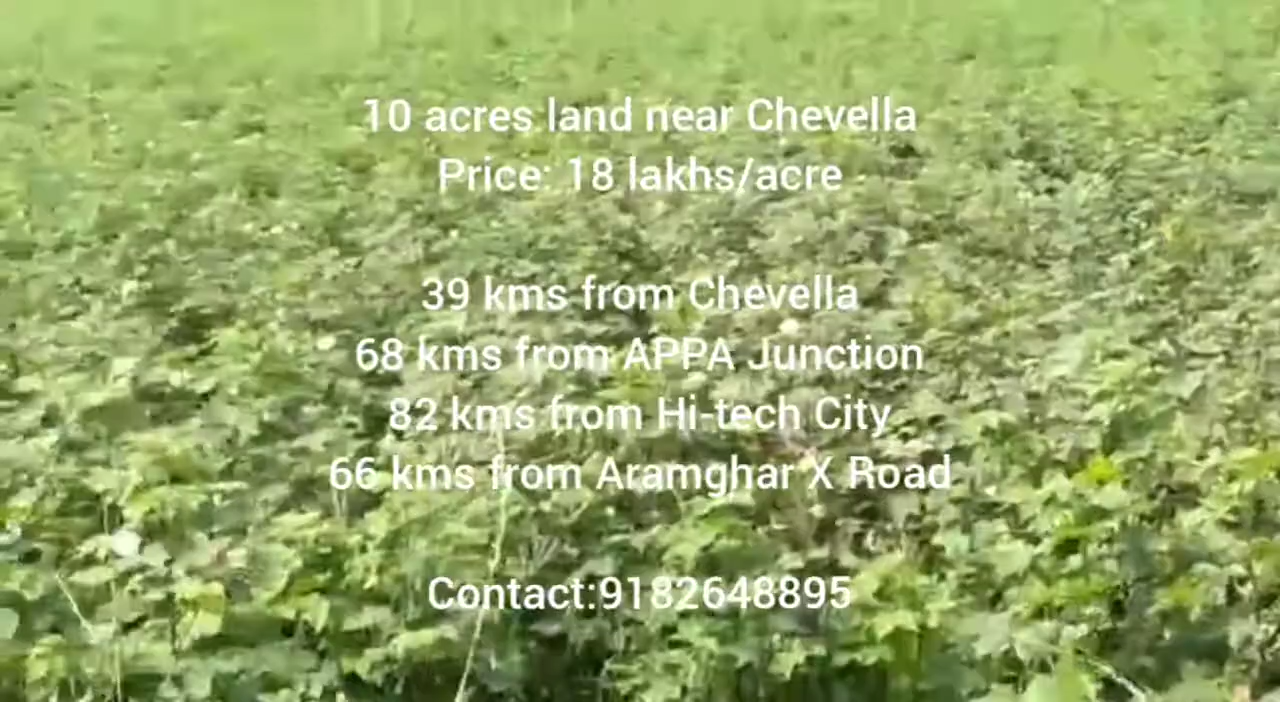 10 acres land near Chevella
Price: 18 lakhs/acre
39 kms from Chevella
68 kms from APPA Junction
82 kms from Hi-tech City
66 kms from Aramghar X Road
Contact:9182648895